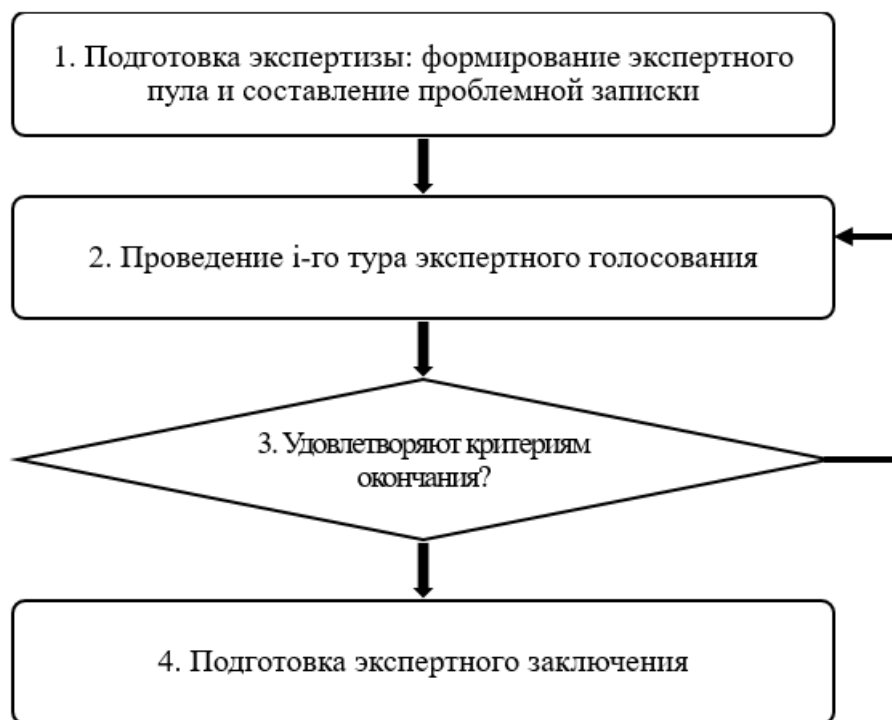 1. Подготовка экспертизы: формирование экспертного
пула и составление проблемной записки
2. Проведение i-го тура экспертного голосования
3. Удовлетворяют критериям
окончания?
4. Подготовка экспертного заключения